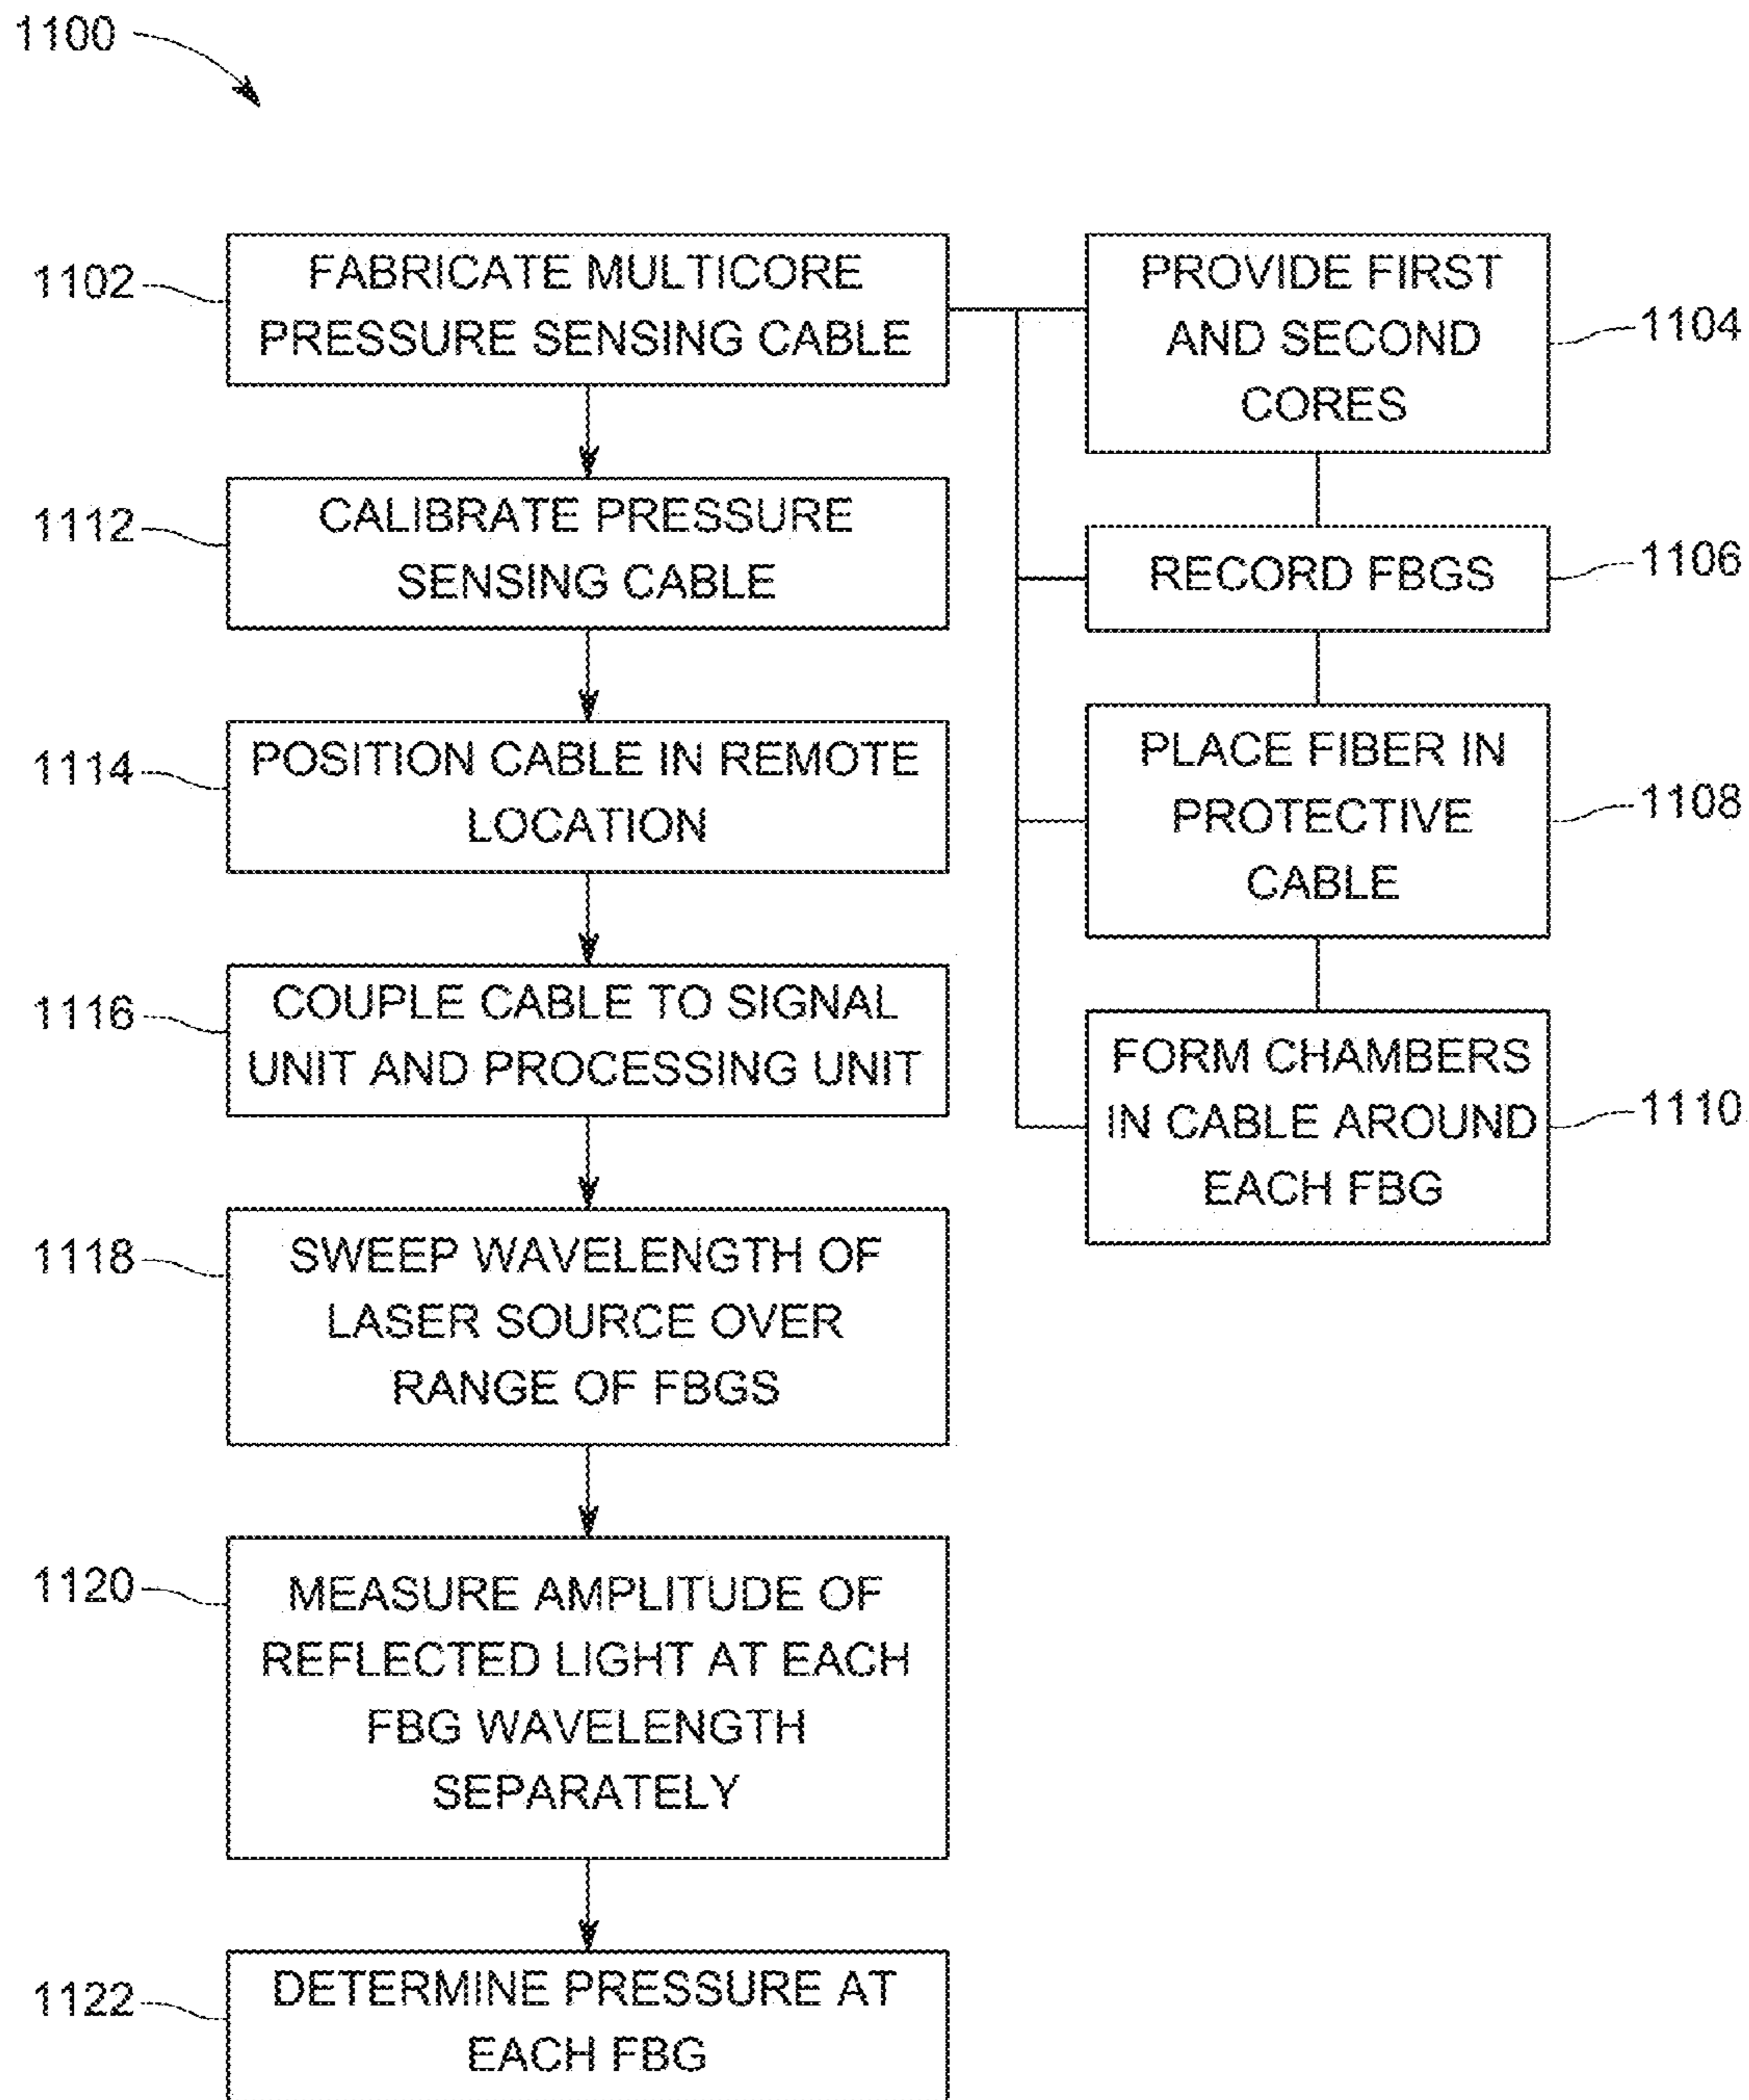 1100
1102
FABRICATE MULTICORE
PRESSURE SENSING CABLE
PROVIDE FIRST
AND SECOND
CORES
1104
RECORD FBGS
1106
PLACE FIBER IN
PROTECTIVE
CABLE
1108
FORM CHAMBERS
IN CABLE AROUND
EACH FBG
1110
1112
CALIBRATE PRESSURE
SENSING CABLE
1114
POSITION CABLE IN REMOTE
LOCATION
1116
COUPLE CABLE TO SIGNAL
UNIT AND PROCESSING UNIT
1118
SWEEP WAVELENGTH OF
LASER SOURCE OVER
RANGE OF FBGS
1120
MEASURE AMPLITUDE OF
REFLECTED LIGHT AT EACH
FBG WAVELENGTH
SEPARATELY
1122
DETERMINE PRESSURE AT
EACH FBG